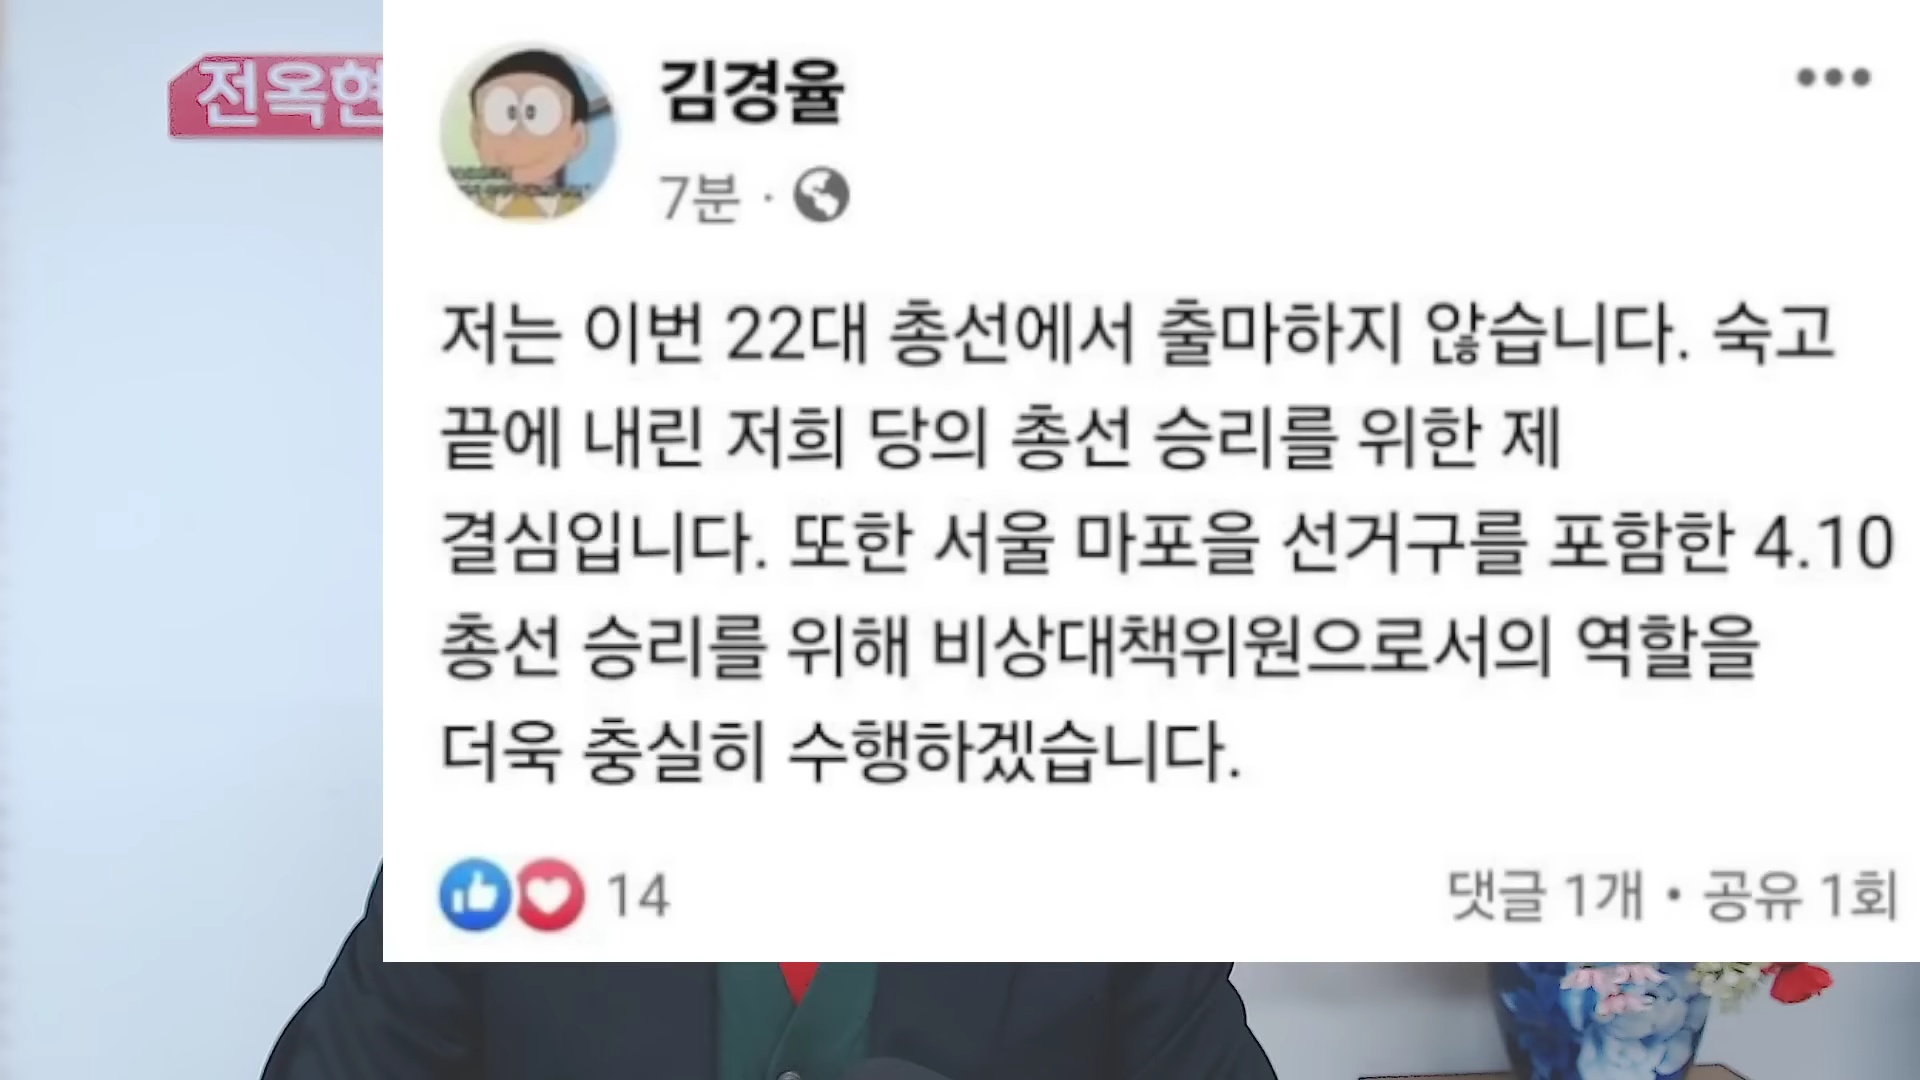 전옥현
김경율
7분 ·
저는 이번 22대 총선에서 출마하지 않습니다. 숙고
끝에 내린 저희 당의 총선 승리를 위한 제
결심입니다. 또한 서울 마포을 선거구를 포함한 4.10
총선 승리를 위해 비상대책위원으로서의 역할을
더욱 충실히 수행하겠습니다.
14
댓글 1개 • 공유 1회